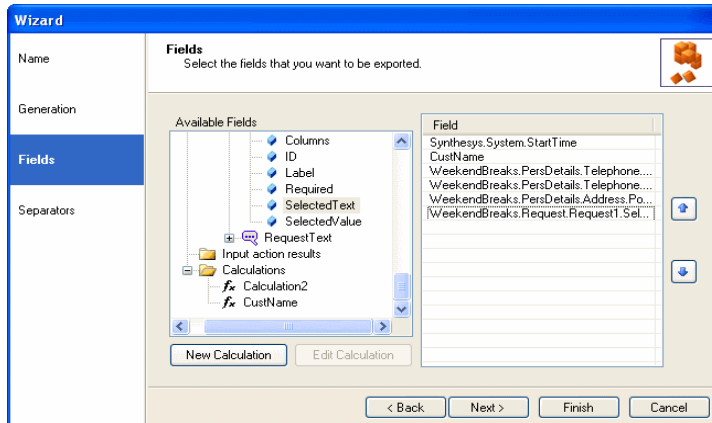 Wizard
Name
Generation
Fields
Separators
Fields
Select the fields that you want to be exported.
Available Fields
Columns
ID
Label
Required
SelectedText
SelectedValue
RequestText
Input action results
Calculations
fx Calculation2
fx CustName
New Calculation
Edit Calculation
Field
Synthesys.System.StartTime
CustName
WeekendBreaks.PersDetails.Telephone....
WeekendBreaks.PersDetails.Telephone....
WeekendBreaks.PersDetails.Address.Po...
WeekendBreaks.Request.Request1.Sel...
< Back
Next >
Finish
Cancel